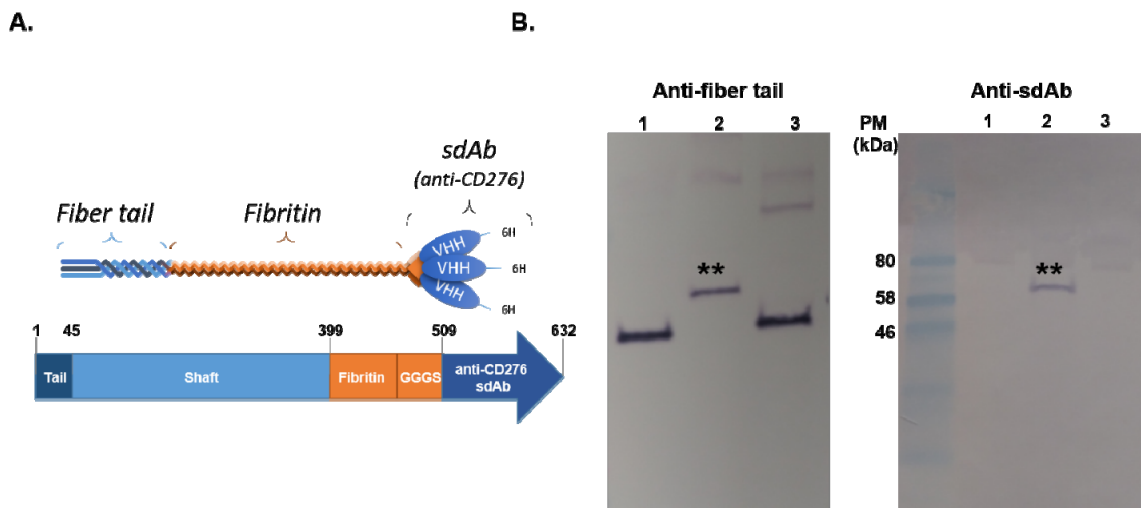 A.
B.
Anti-fiber tail
1 2 3
PM
(kDa)
Anti-sdAb
1 2 3
sdAb
(anti-CD276)
Fiber tail
Fibritin
6H
VHH
VHH
6H
VHH
6H
**
**
80
58
46
1 45 399 509 632
Tail
Shaft
Fibritin
GGGS
anti-CD276
sdAb